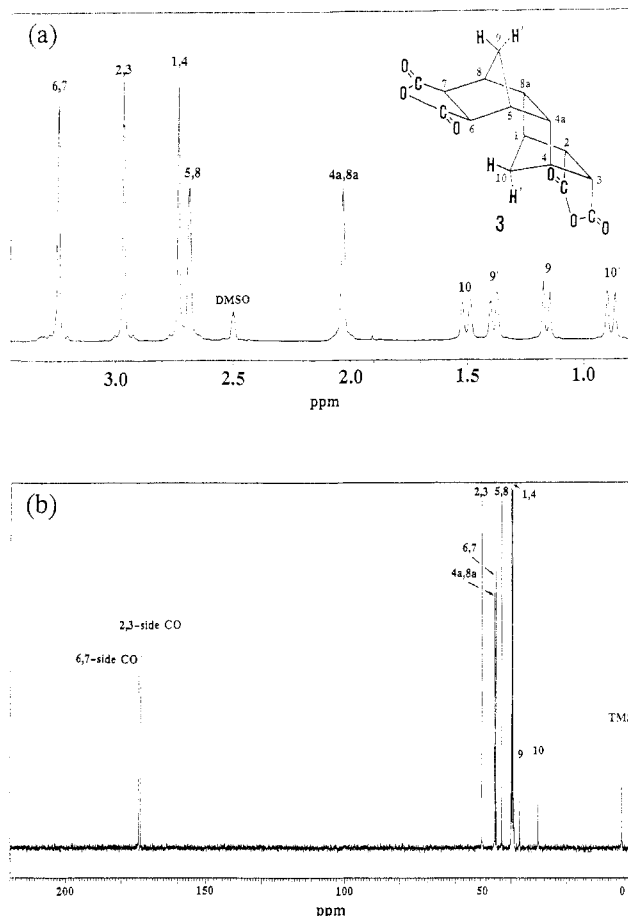 (a)
6,7
2,3
1,4
5,8
DMSO
4a,8a
10
9'
9
10'
H 9 H'
O C 7 8 8a
O
O C 6 5 4a
1 2
H 10 4 3
H' O C C O
O
3
3.0 2.5 2.0 1.5 1.0
ppm
(b)
2,3 5,8 1,4
6,7
4a,8a
2,3-side CO
6,7-side CO
9 10
TMS
200 150 100 50 0
ppm